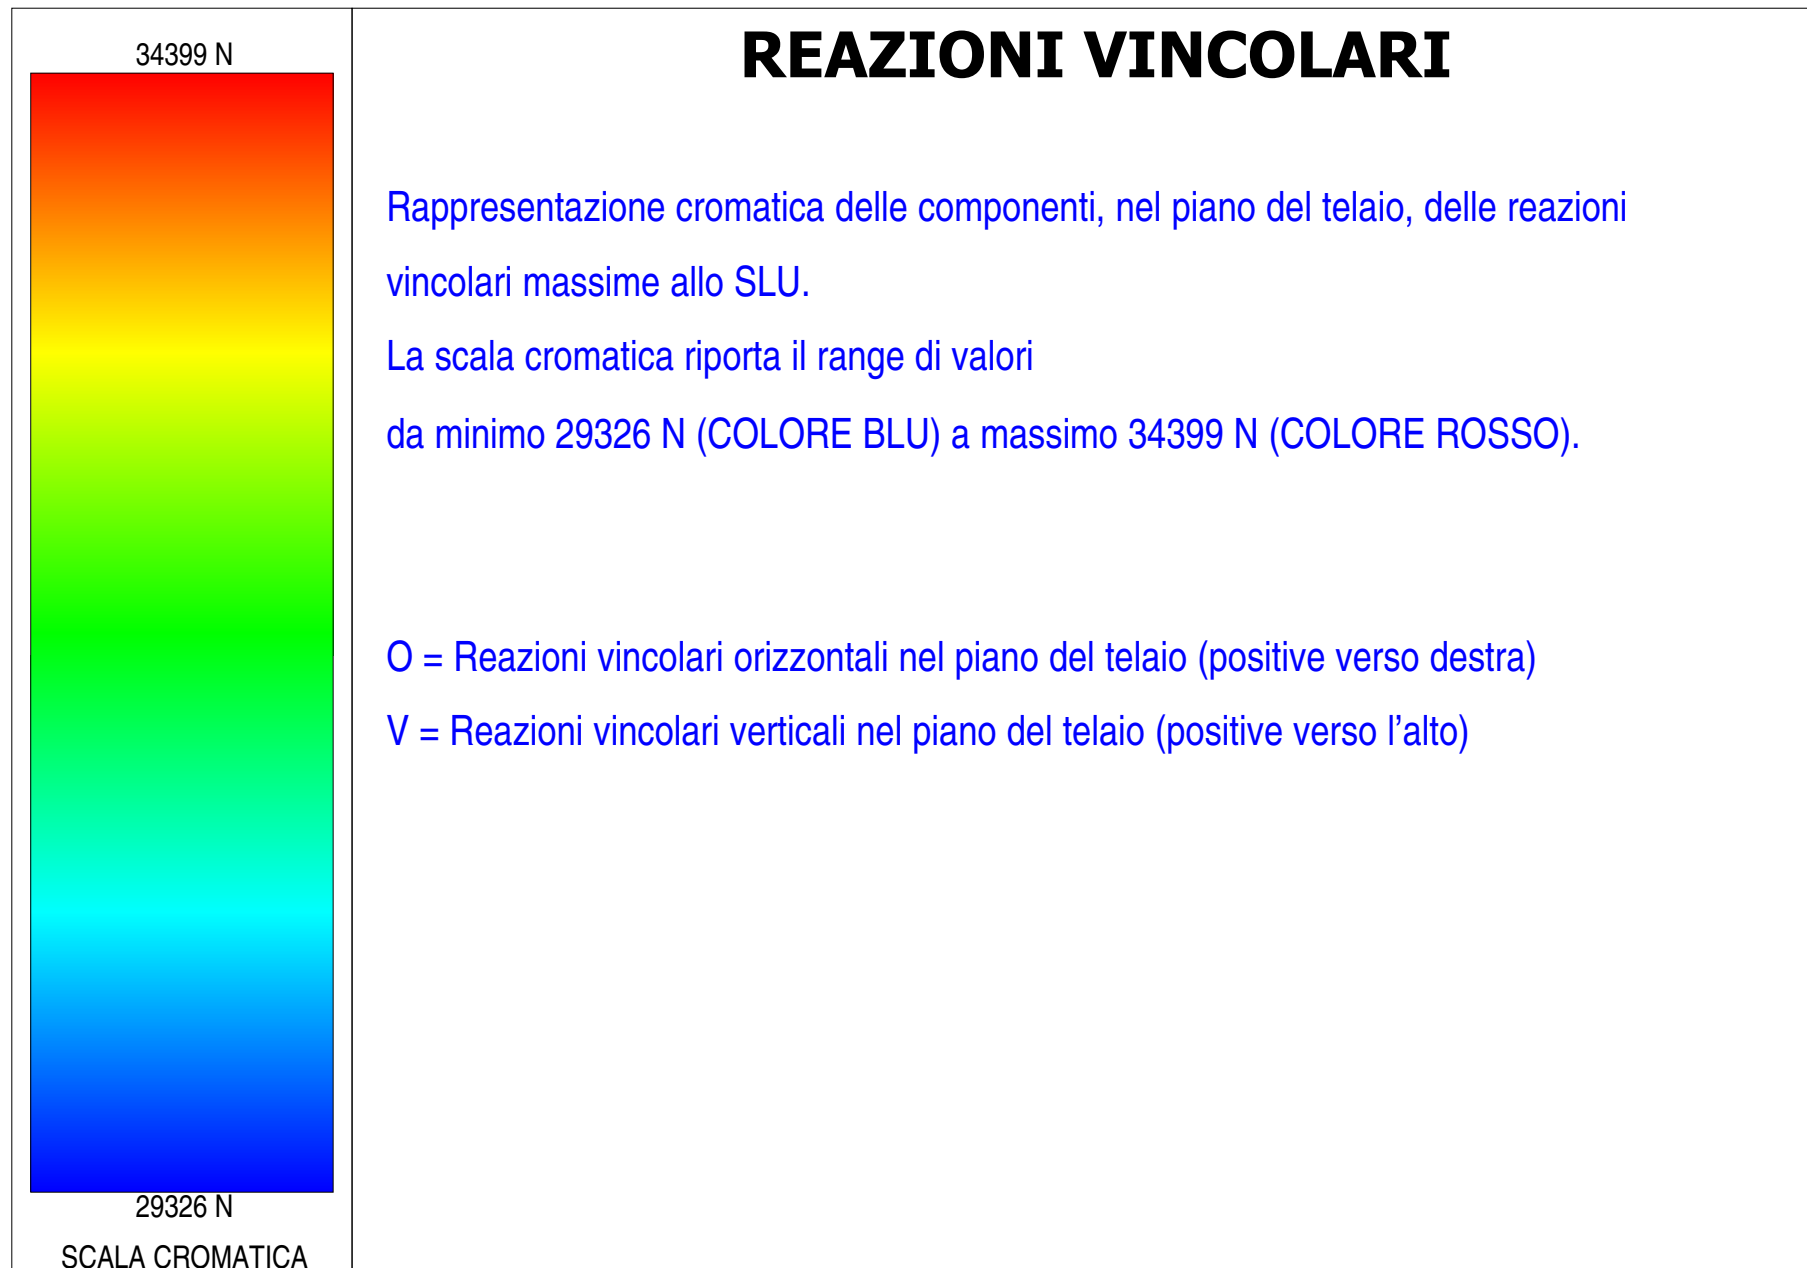 34399 N
REAZIONI VINCOLARI
Rappresentazione cromatica delle componenti, nel piano del telaio, delle reazioni
vincolari massime allo SLU.
La scala cromatica riporta il range di valori
da minimo 29326 N (COLORE BLU) a massimo 34399 N (COLORE ROSSO).
O = Reazioni vincolari orizzontali nel piano del telaio (positive verso destra)
V = Reazioni vincolari verticali nel piano del telaio (positive verso l'alto)
29326 N
SCALA CROMATICA